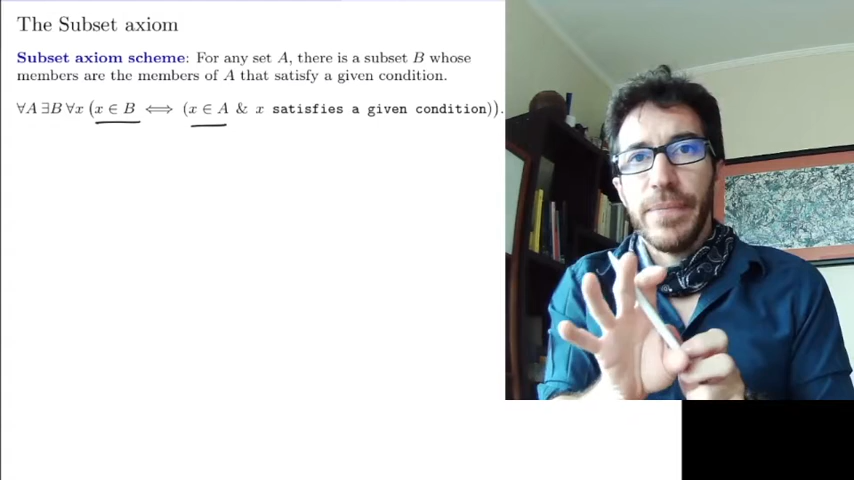 The Subset axiom
Subset axiom scheme: For any set A, there is a subset B whose
members are the members of A that satisfy a given condition.
∀A ∃B ∀x (x ∈ B ⟺ (x ∈ A & x satisfies a given condition)).